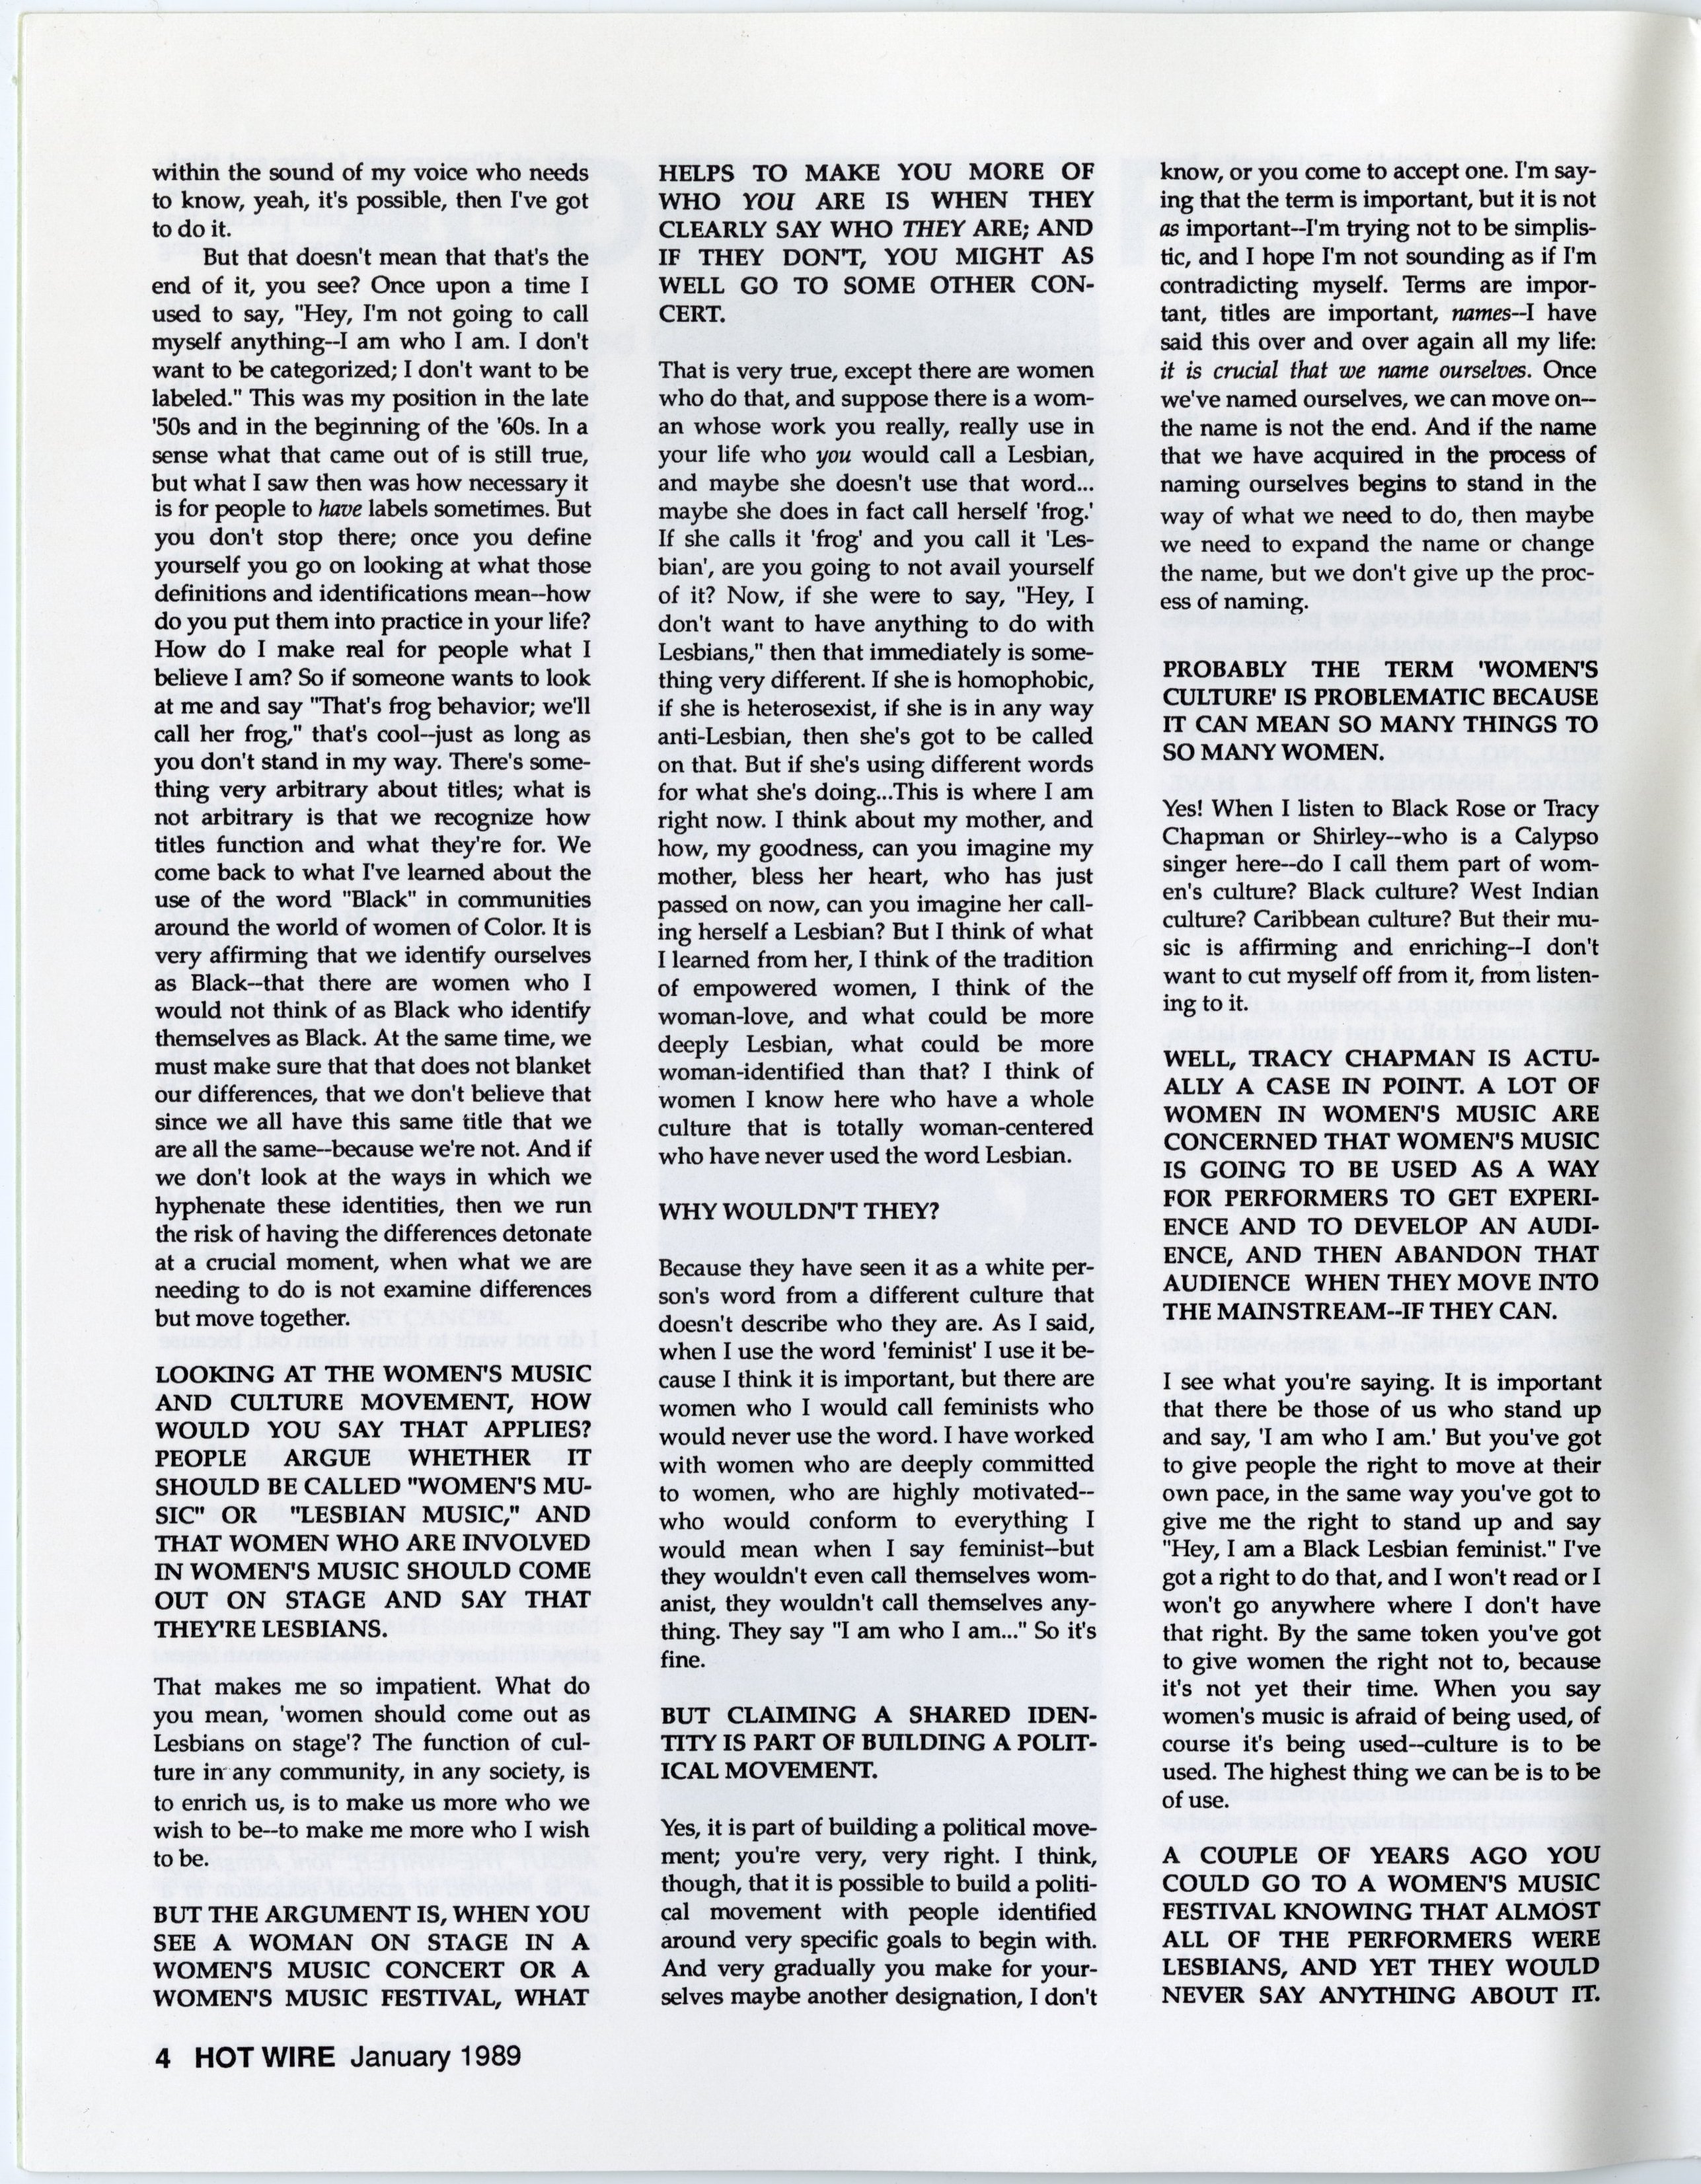 within the sound of my voice who needs
to know, yeah, it's possible, then I've got
to do it.
But that doesn't mean that that's the
end of it, you see? Once upon a time I
used to say, "Hey, I'm not going to call
myself anything--I am who I am. I don't
want to be categorized; I don't want to be
labeled." This was my position in the late
'50s and in the beginning of the '60s. In a
sense what that came out of is still true,
but what I saw then was how necessary it
is for people to have labels sometimes. But
you don't stop there; once you define
yourself you go on looking at what those
definitions and identifications mean--how
do you put them into practice in your life?
How do I make real for people what I
believe I am? So if someone wants to look
at me and say "That's frog behavior; we'll
call her frog," that's cool--just as long as
you don't stand in my way. There's some-
thing very arbitrary about titles; what is
not arbitrary is that we recognize how
titles function and what they're for. We
come back to what I've learned about the
use of the word "Black" in communities
around the world of women of Color. It is
very affirming that we identify ourselves
as Black--that there are women who I
would not think of as Black who identify
themselves as Black. At the same time, we
must make sure that that does not blanket
our differences, that we don't believe that
since we all have this same title that we
are all the same--because we're not. And if
we don't look at the ways in which we
hyphenate these identities, then we run
the risk of having the differences detonate
at a crucial moment, when what we are
needing to do is not examine differences
but move together.
LOOKING AT THE WOMEN'S MUSIC
AND CULTURE MOVEMENT, HOW
WOULD YOU SAY THAT APPLIES?
PEOPLE ARGUE WHETHER IT
SHOULD BE CALLED "WOMEN'S MU-
SIC" OR "LESBIAN MUSIC," AND
THAT WOMEN WHO ARE INVOLVED
IN WOMEN'S MUSIC SHOULD COME
OUT ON STAGE AND SAY THAT
THEY'RE LESBIANS.
That makes me so impatient. What do
you mean, 'women should come out as
Lesbians on stage'? The function of cul-
ture in any community, in any society, is
to enrich us, is to make us more who we
wish to be--to make me more who I wish
to be.
BUT THE ARGUMENT IS, WHEN YOU
SEE A WOMAN ON STAGE IN A
WOMEN'S MUSIC CONCERT OR A
WOMEN'S MUSIC FESTIVAL, WHAT
HELPS TO MAKE YOU MORE OF
WHO YOU ARE IS WHEN THEY
CLEARLY SAY WHO THEY ARE; AND
IF THEY DON'T, YOU MIGHT AS
WELL GO TO SOME OTHER CON-
CERT.
That is very true, except there are women
who do that, and suppose there is a wom-
an whose work you really, really use in
your life who you would call a Lesbian,
and maybe she doesn't use that word...
maybe she does in fact call herself 'frog.'
If she calls it 'frog' and you call it 'Les-
bian', are you going to not avail yourself
of it? Now, if she were to say, "Hey, I
don't want to have anything to do with
Lesbians," then that immediately is some-
thing very different. If she is homophobic,
if she is heterosexist, if she is in any way
anti-Lesbian, then she's got to be called
on that. But if she's using different words
for what she's doing...This is where I am
right now. I think about my mother, and
how, my goodness, can you imagine my
mother, bless her heart, who has just
passed on now, can you imagine her call-
ing herself a Lesbian? But I think of what
I learned from her, I think of the tradition
of empowered women, I think of the
woman-love, and what could be more
deeply Lesbian, what could be more
woman-identified than that? I think of
women I know here who have a whole
culture that is totally woman-centered
who have never used the word Lesbian.
WHY WOULDN'T THEY?
Because they have seen it as a white per-
son's word from a different culture that
doesn't describe who they are. As I said,
when I use the word 'feminist' I use it be-
cause I think it is important, but there are
women who I would call feminists who
would never use the word. I have worked
with women who are deeply committed
to women, who are highly motivated--
who would conform to everything I
would mean when I say feminist--but
they wouldn't even call themselves wom-
anist, they wouldn't call themselves any-
thing. They say "I am who I am..." So it's
fine.
BUT CLAIMING A SHARED IDEN-
TITY IS PART OF BUILDING A POLIT-
ICAL MOVEMENT.
Yes, it is part of building a political move-
ment; you're very, very right. I think,
though, that it is possible to build a politi-
cal movement with people identified
around very specific goals to begin with.
And very gradually you make for your-
selves maybe another designation, I don't
know, or you come to accept one. I'm say-
ing that the term is important, but it is not
as important--I'm trying not to be simplis-
tic, and I hope I'm not sounding as if I'm
contradicting myself. Terms are impor-
tant, titles are important, names--I have
said this over and over again all my life:
it is crucial that we name ourselves. Once
we've named ourselves, we can move on--
the name is not the end. And if the name
that we have acquired in the process of
naming ourselves begins to stand in the
way of what we need to do, then maybe
we need to expand the name or change
the name, but we don't give up the proc-
ess of naming.
PROBABLY THE TERM 'WOMEN'S
CULTURE' IS PROBLEMATIC BECAUSE
IT CAN MEAN SO MANY THINGS TO
SO MANY WOMEN.
Yes! When I listen to Black Rose or Tracy
Chapman or Shirley--who is a Calypso
singer here--do I call them part of wom-
en's culture? Black culture? West Indian
culture? Caribbean culture? But their mu-
sic is affirming and enriching--I don't
want to cut myself off from it, from listen-
ing to it.
WELL, TRACY CHAPMAN IS ACTU-
ALLY A CASE IN POINT. A LOT OF
WOMEN IN WOMEN'S MUSIC ARE
CONCERNED THAT WOMEN'S MUSIC
IS GOING TO BE USED AS A WAY
FOR PERFORMERS TO GET EXPERI-
ENCE AND TO DEVELOP AN AUDI-
ENCE, AND THEN ABANDON THAT
AUDIENCE WHEN THEY MOVE INTO
THE MAINSTREAM--IF THEY CAN.
I see what you're saying. It is important
that there be those of us who stand up
and say, 'I am who I am.' But you've got
to give people the right to move at their
own pace, in the same way you've got to
give me the right to stand up and say
"Hey, I am a Black Lesbian feminist." I've
got a right to do that, and I won't read or I
won't go anywhere where I don't have
that right. By the same token you've got
to give women the right not to, because
it's not yet their time. When you say
women's music is afraid of being used, of
course it's being used--culture is to be
used. The highest thing we can be is to be
of use.
A COUPLE OF YEARS AGO YOU
COULD GO TO A WOMEN'S MUSIC
FESTIVAL KNOWING THAT ALMOST
ALL OF THE PERFORMERS WERE
LESBIANS, AND YET THEY WOULD
NEVER SAY ANYTHING ABOUT IT.
4 HOT WIRE January 1989